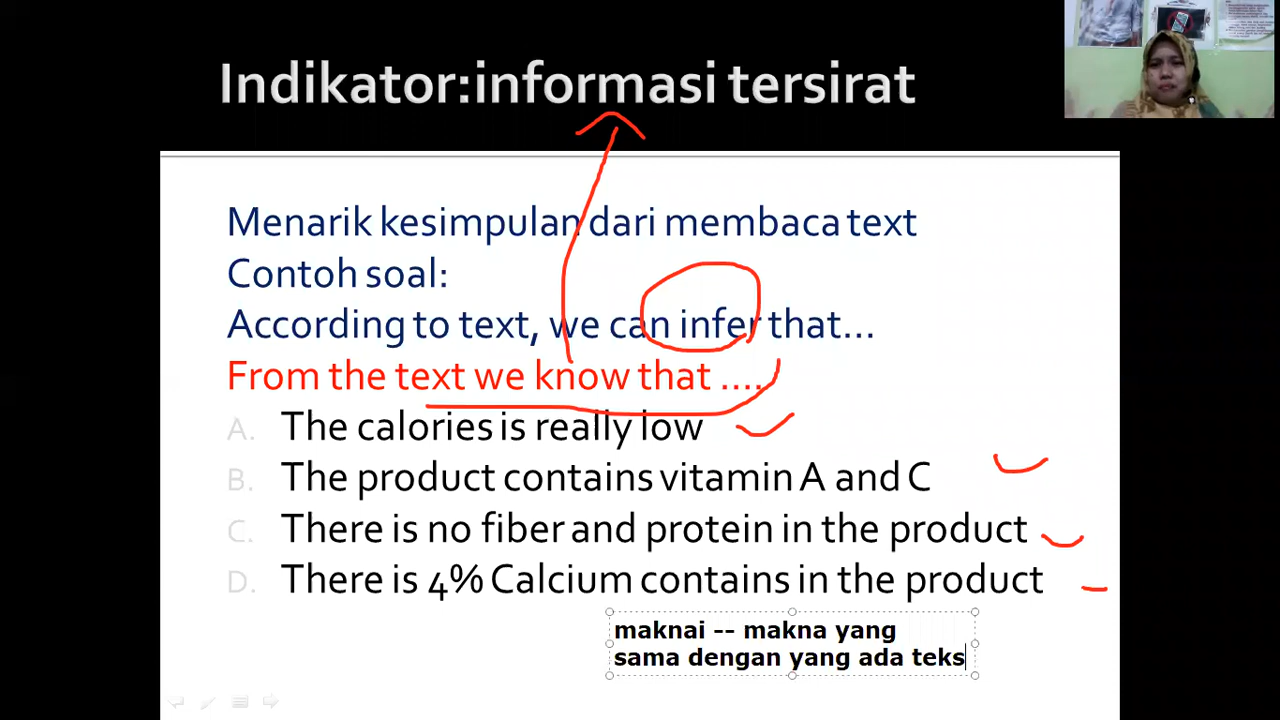 Indikator:informasi tersirat
Menarik kesimpulan dari membaca text
Contoh soal:
According to text, we can infer that...
From the text we know that ....
A. The calories is really low
B. The product contains vitamin A and C
C. There is no fiber and protein in the product
D. There is 4% Calcium contains in the product
maknai -- makna yang
sama dengan yang ada teks